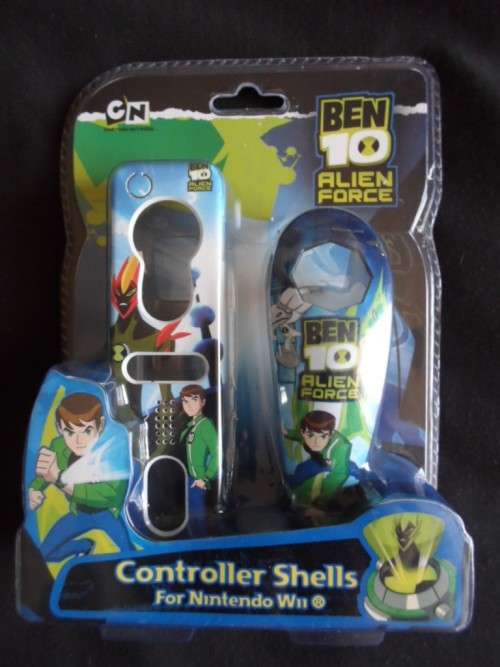 CN
BEN
10
ALIEN
FORCE
BEN
10
ALIEN
FORCE
BEN
10
ALIEN
FORCE
Controller Shells
For Nintendo Wii ®